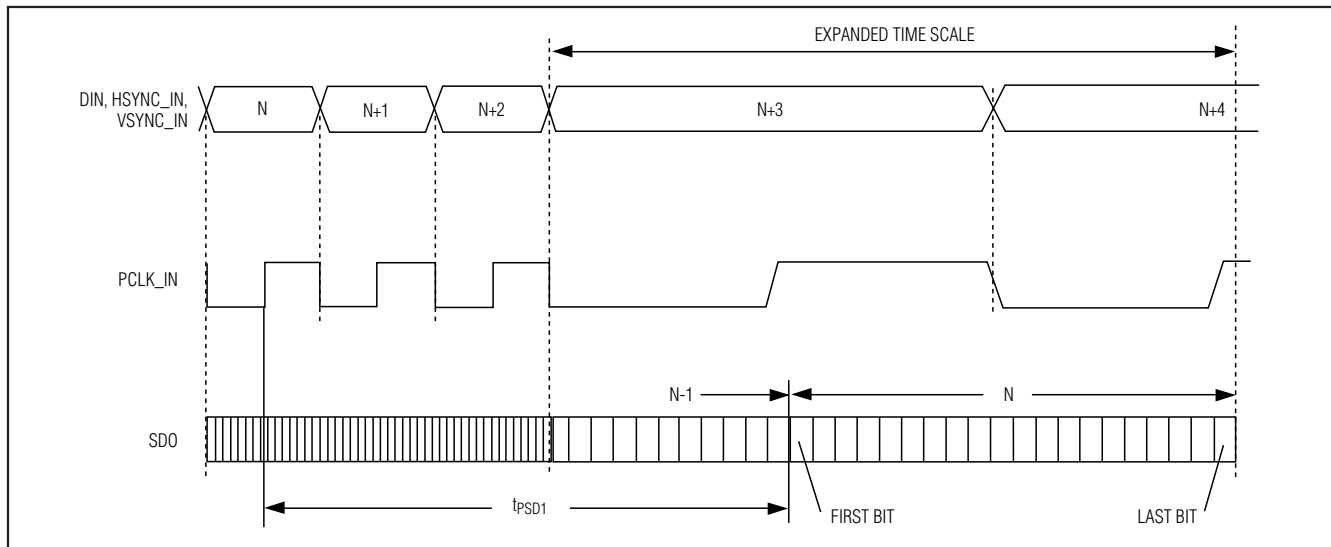 EXPANDED TIME SCALE
DIN, HSYNC_IN,
VSYNC_IN
N
N+1
N+2
N+3
N+4
PCLK_IN
N-1
N
SDO
tPSD1
FIRST BIT
LAST BIT